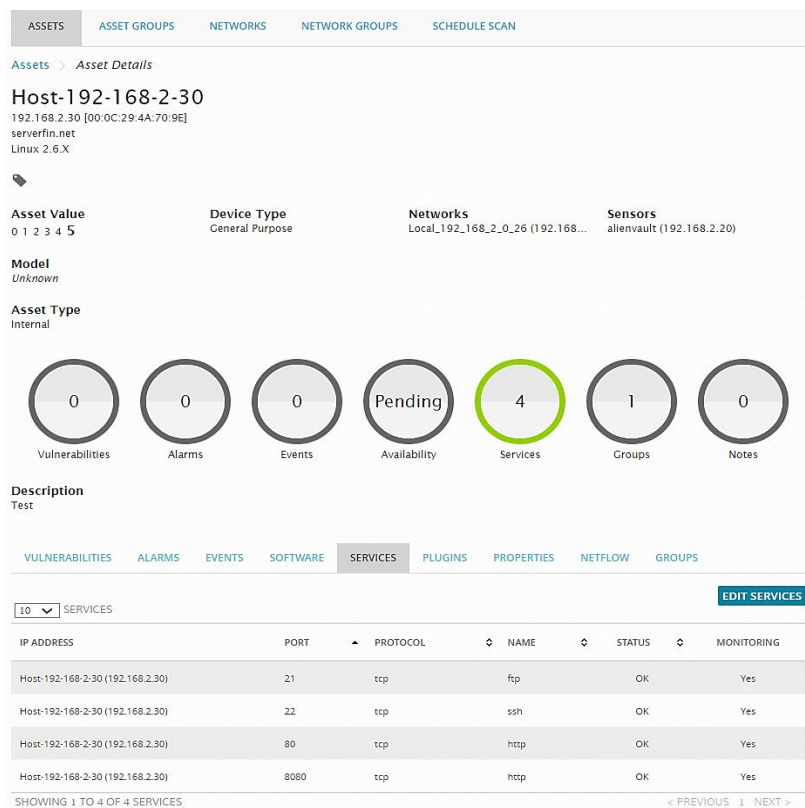 ASSETS ASSET GROUPS NETWORKS NETWORK GROUPS SCHEDULE SCAN
Assets > Asset Details
Host-192-168-2-30
192.168.2.30 [00:0C:29:4A:70:9E]
serverfin.net
Linux 2.6.X
Asset Value Device Type Networks Sensors
0 1 2 3 4 5 General Purpose Local_192_168_2_0_26 (192.168... alienvault (192.168.2.20)
Model
Unknown
Asset Type
Internal
0 0 0 Pending 4 1 0
Vulnerabilities Alarms Events Availability Services Groups Notes
Description
Test
VULNERABILITIES ALARMS EVENTS SOFTWARE SERVICES PLUGINS PROPERTIES NETFLOW GROUPS
EDIT SERVICES
10 SERVICES
IP ADDRESS PORT PROTOCOL NAME STATUS MONITORING
Host-192-168-2-30 (192.168.2.30) 21 tcp ftp OK Yes
Host-192-168-2-30 (192.168.2.30) 22 tcp ssh OK Yes
Host-192-168-2-30 (192.168.2.30) 80 tcp http OK Yes
Host-192-168-2-30 (192.168.2.30) 8080 tcp http OK Yes
SHOWING 1 TO 4 OF 4 SERVICES < PREVIOUS 1 NEXT >